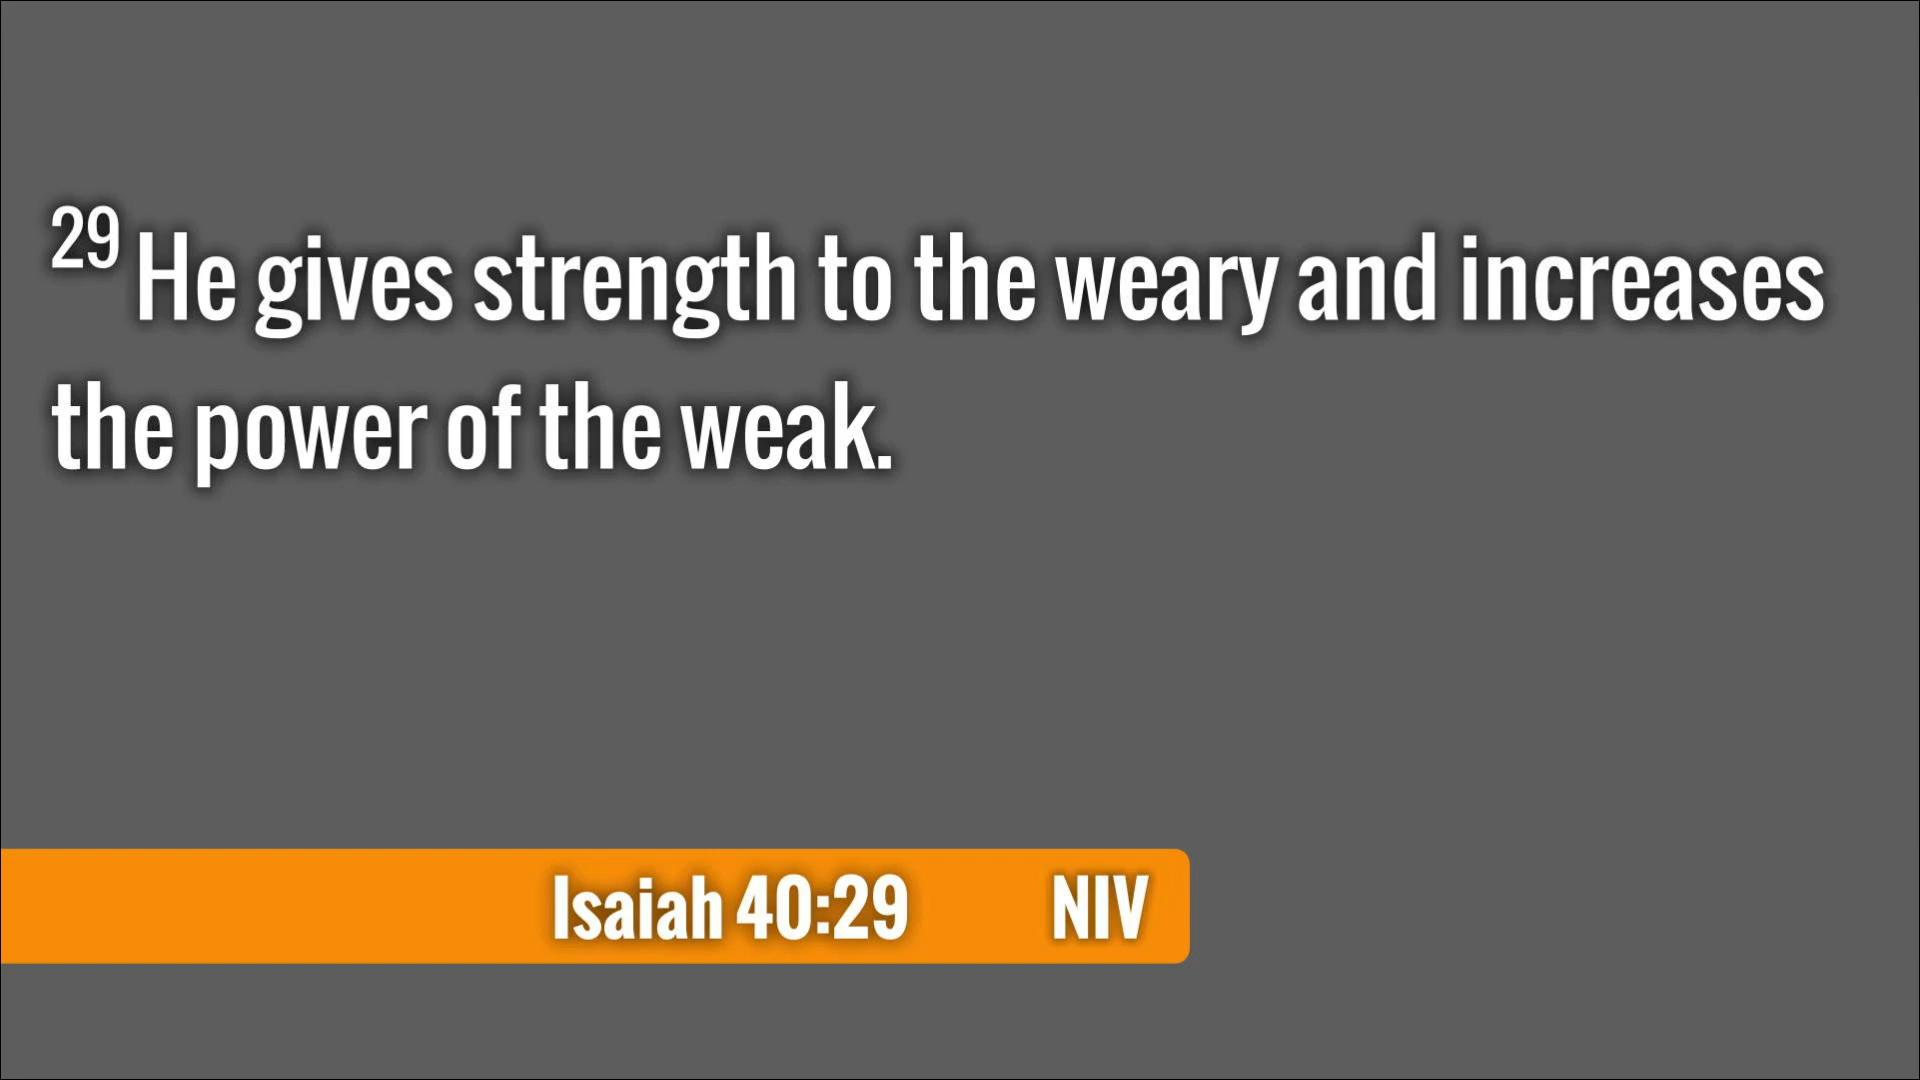 29 He gives strength to the weary and increases
the power of the weak.
Isaiah 40:29 NIV